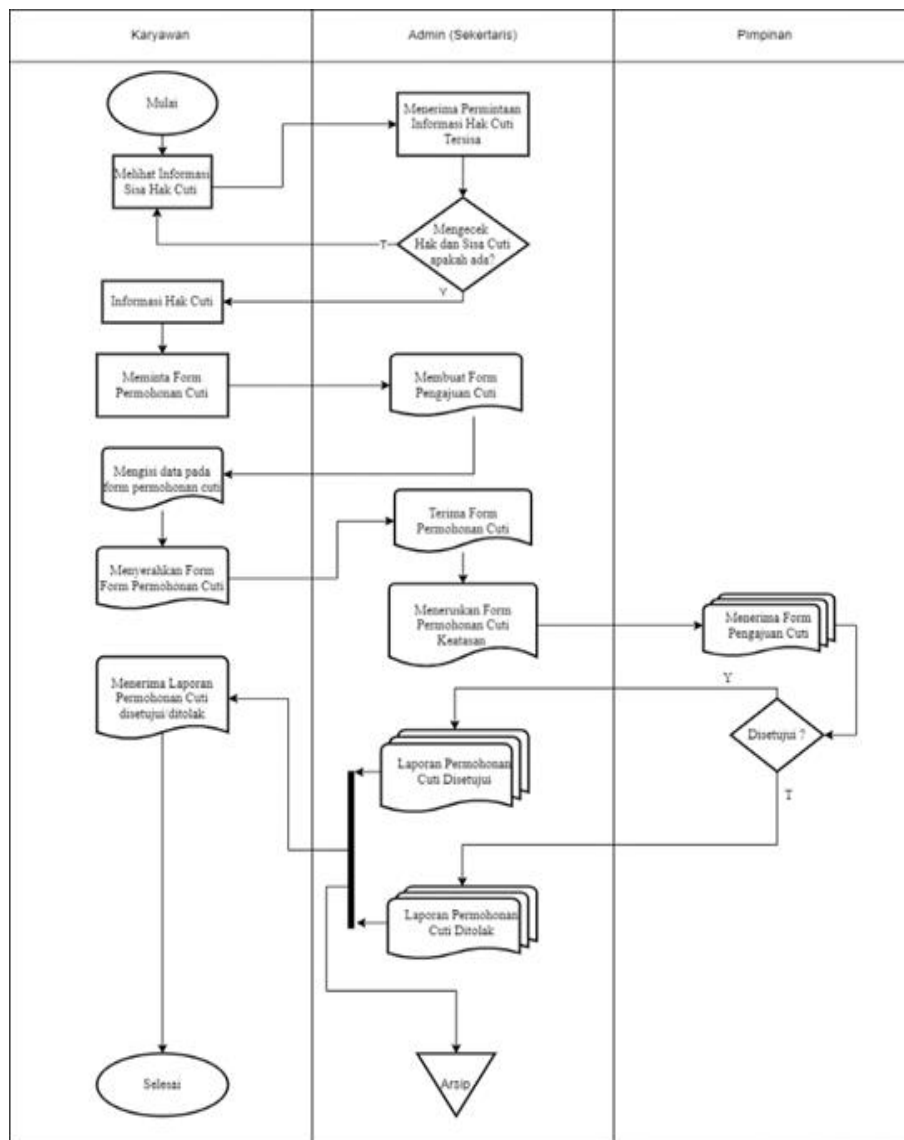 Karyawan
Admin (Sekertaris)
Pimpinan
Mulai
Menerima Permintaan
Informasi Hak Cuti
Tersisa
Melihat Informasi
Sisa Hak Cuti
Mengecek
Hak dan Sisa Cuti
apakah ada?
T
Y
Informasi Hak Cuti
Meminta Form
Permohonan Cuti
Membuat Form
Pengajuan Cuti
Mengisi data pada
form permohonan cuti
Terima Form
Permohonan Cuti
Menyerahkan Form
Form Permohonan Cuti
Meneruskan Form
Permohonan Cuti
Keatasan
Menerima Form
Pengajuan Cuti
Menerima Laporan
Permohonan Cuti
disetujui/ditolak
Y
Disetujui ?
T
Laporan Permohonan
Cuti Disetujui
Laporan Permohonan
Cuti Ditolak
Selesai
Arsip